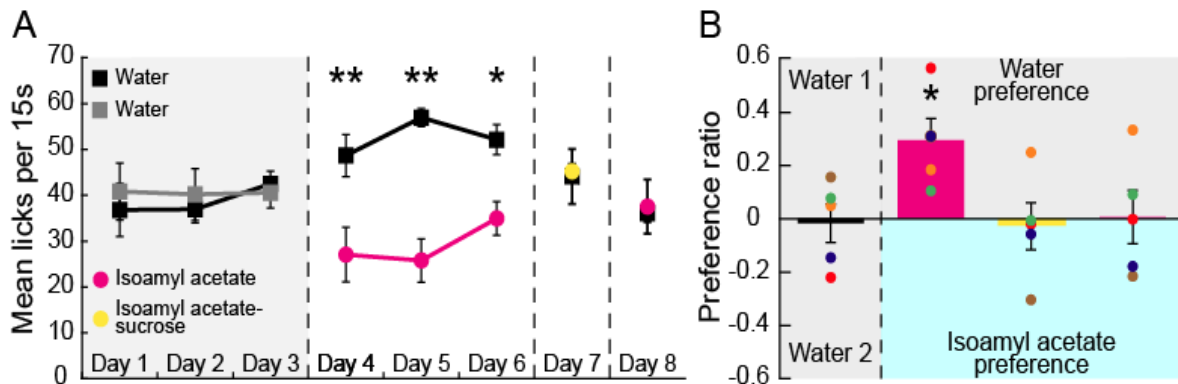 A
Mean licks per 15s
70
60
50
40
30
20
10
0
Water
Water
Isoamyl acetate
Isoamyl acetate-
sucrose
** ** *
Day 1 Day 2 Day 3 Day 4 Day 5 Day 6 Day 7 Day 8
B
Preference ratio
0.6
0.4
0.2
0
-0.2
-0.4
-0.6
Water 1
Water 2
*
Water
preference
Isoamyl acetate
preference